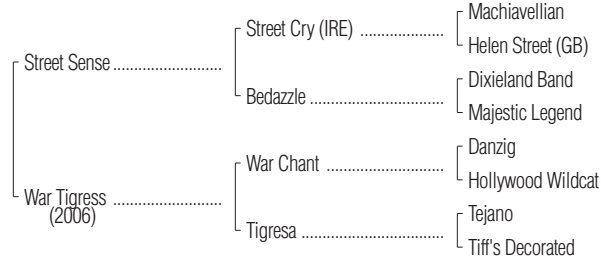 Machiavellian
Street Cry (IRE) ....................
Helen Street (GB)
Street Sense ..........................
Dixieland Band
Bedazzle ................................
Majestic Legend
Danzig
War Chant ............................
Hollywood Wildcat
War Tigress ..........................
(2006)
Tejano
Tigresa ..................................
Tiff's Decorated